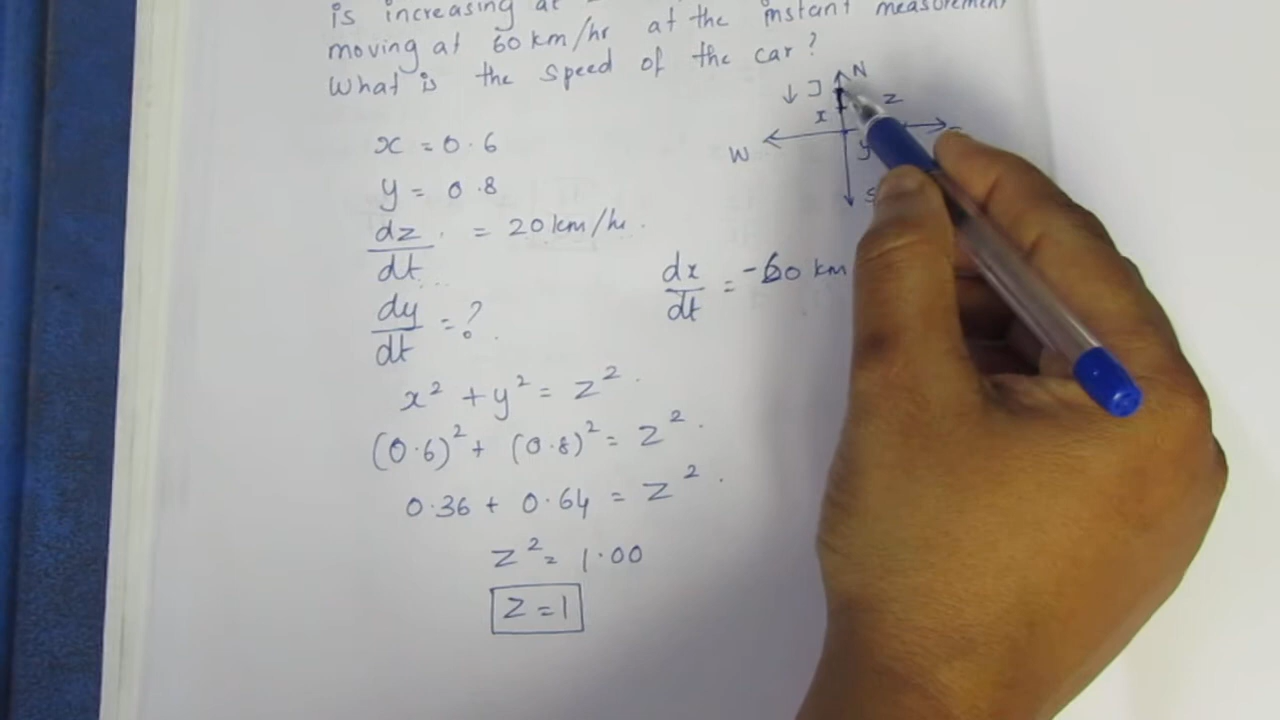 is increasing at
moving at 60 km/hr at the instant measurement
What is the speed of the car?
N
↓ J
x z
W
y
S
x = 0.6
y = 0.8
dz/dt = 20 km/hr.
dx/dt = -60 km
dy/dt = ?
x² + y² = z²
(0.6)² + (0.8)² = z²
0.36 + 0.64 = z²
z² = 1.00
z = 1